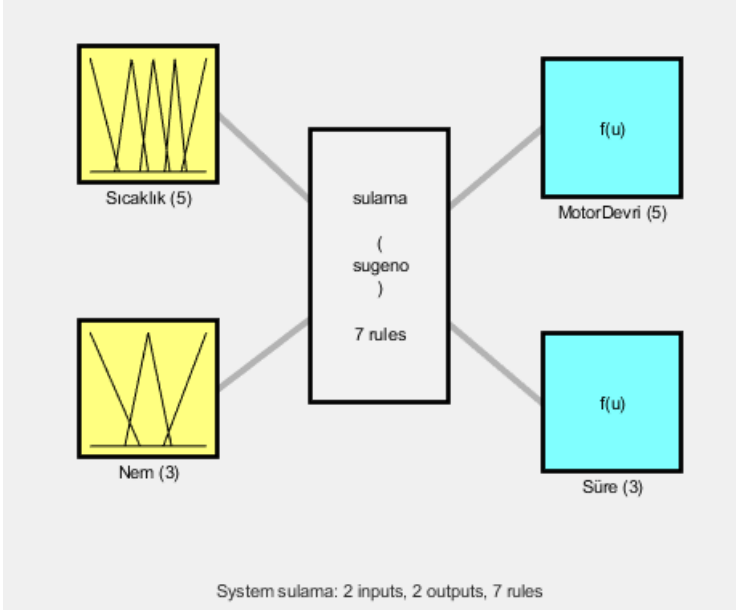 Sıcaklık (5)
Nem (3)
sulama
(
sugeno
)
7 rules
f(u)
MotorDevri (5)
f(u)
Süre (3)
System sulama: 2 inputs, 2 outputs, 7 rules